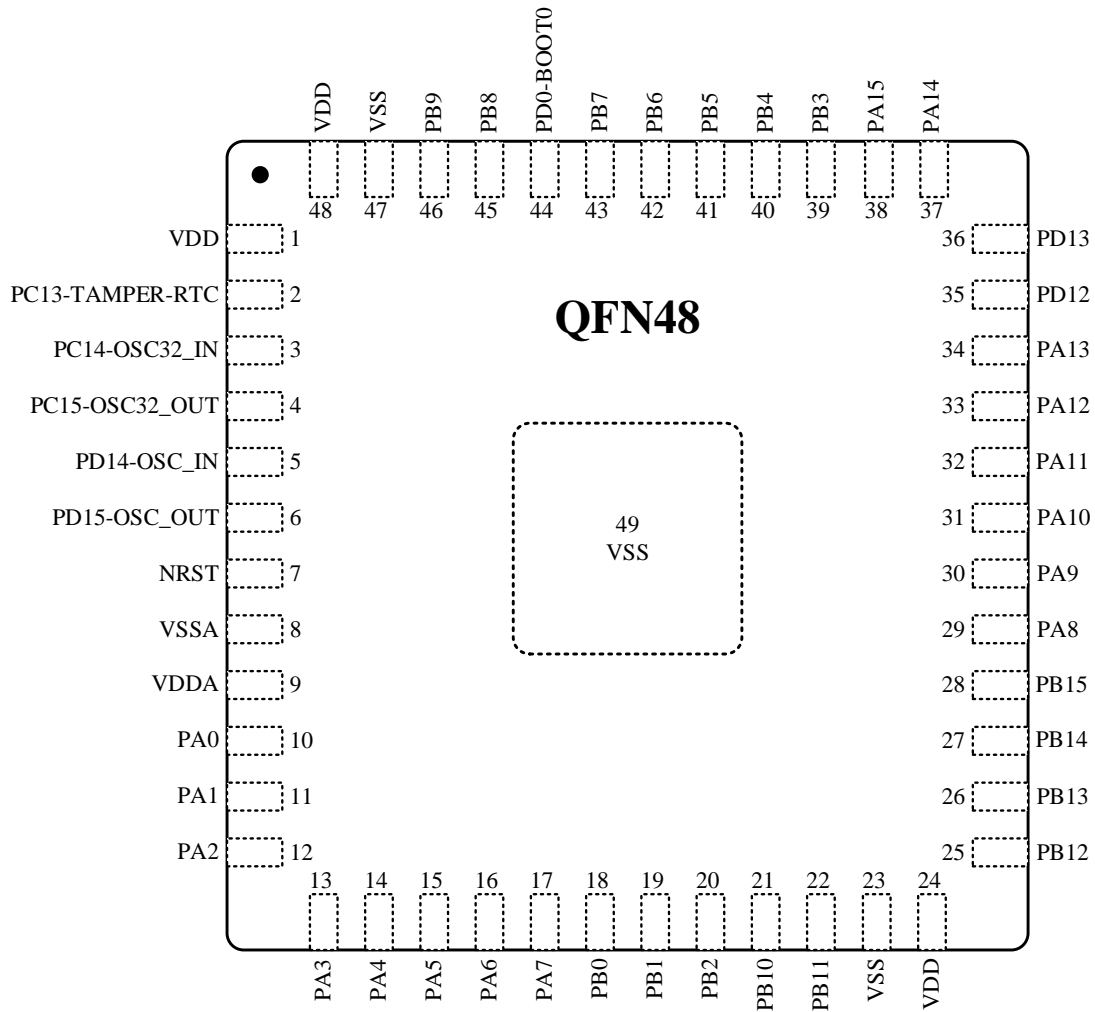 VDD
VSS
PB9
PB8
PD0-BOOT0
PB7
PB6
PB5
PB4
PB3
PA15
PA14
48
47
46
45
44
43
42
41
40
39
38
37
VDD 1
36 PD13
PC13-TAMPER-RTC 2
35 PD12
QFN48
PC14-OSC32_IN 3
34 PA13
PC15-OSC32_OUT 4
33 PA12
PD14-OSC_IN 5
32 PA11
PD15-OSC_OUT 6
31 PA10
49
VSS
NRST 7
30 PA9
VSSA 8
29 PA8
VDDA 9
28 PB15
PA0 10
27 PB14
PA1 11
26 PB13
PA2 12
25 PB12
13
14
15
16
17
18
19
20
21
22
23
24
PA3
PA4
PA5
PA6
PA7
PB0
PB1
PB2
PB10
PB11
VSS
VDD